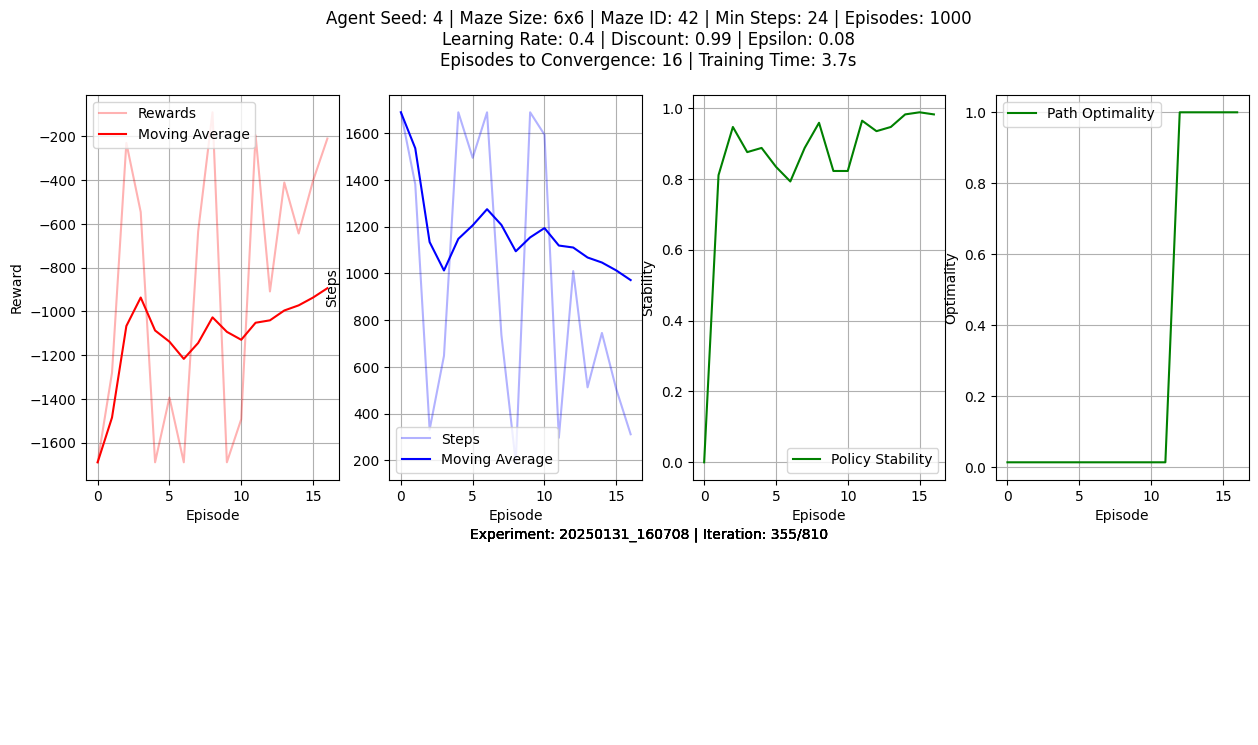 Agent Seed: 4 | Maze Size: 6x6 | Maze ID: 42 | Min Steps: 24 | Episodes: 1000
Learning Rate: 0.4 | Discount: 0.99 | Epsilon: 0.08
Episodes to Convergence: 16 | Training Time: 3.7s
Reward
−200
−400
−600
−800
−1000
−1200
−1400
−1600
Rewards
Moving Average
0
5
10
15
Episode
Steps
1600
1400
1200
1000
800
600
400
200
Steps
Moving Average
0
5
10
15
Episode
Stability
1.0
0.8
0.6
0.4
0.2
0.0
Policy Stability
0
5
10
15
Episode
Optimality
1.0
0.8
0.6
0.4
0.2
0.0
Path Optimality
0
5
10
15
Episode
Experiment: 20250131_160708 | Iteration: 355/810